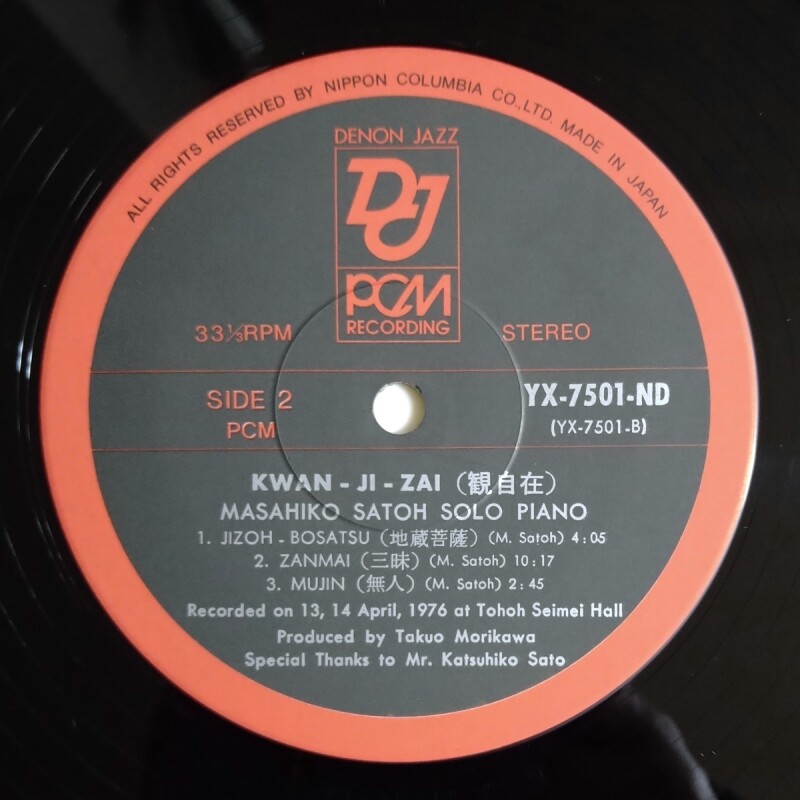 ALL RIGHTS RESERVED BY NIPPON COLUMBIA CO., LTD. MADE IN JAPAN
DENON JAZZ
DJ
PCM
RECORDING
33⅓RPM
STEREO
SIDE 2
PCM
YX-7501-ND
(YX-7501-B)
KWAN - JI - ZAI (観自在)
MASAHIKO SATOH SOLO PIANO
1. JIZOH - BOSATSU (地蔵菩薩) (M. Satoh) 4:05
2. ZANMAI (三昧) (M. Satoh) 10:17
3. MUJIN (無人) (M. Satoh) 2:45
Recorded on 13, 14 April, 1976 at Tohoh Seimei Hall
Produced by Takuo Morikawa
Special Thanks to Mr. Katsuhiko Sato